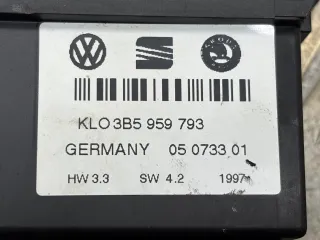 KLO 3B5 959 793
GERMANY 05 0733 01
HW 3.3 SW 4.2 1997